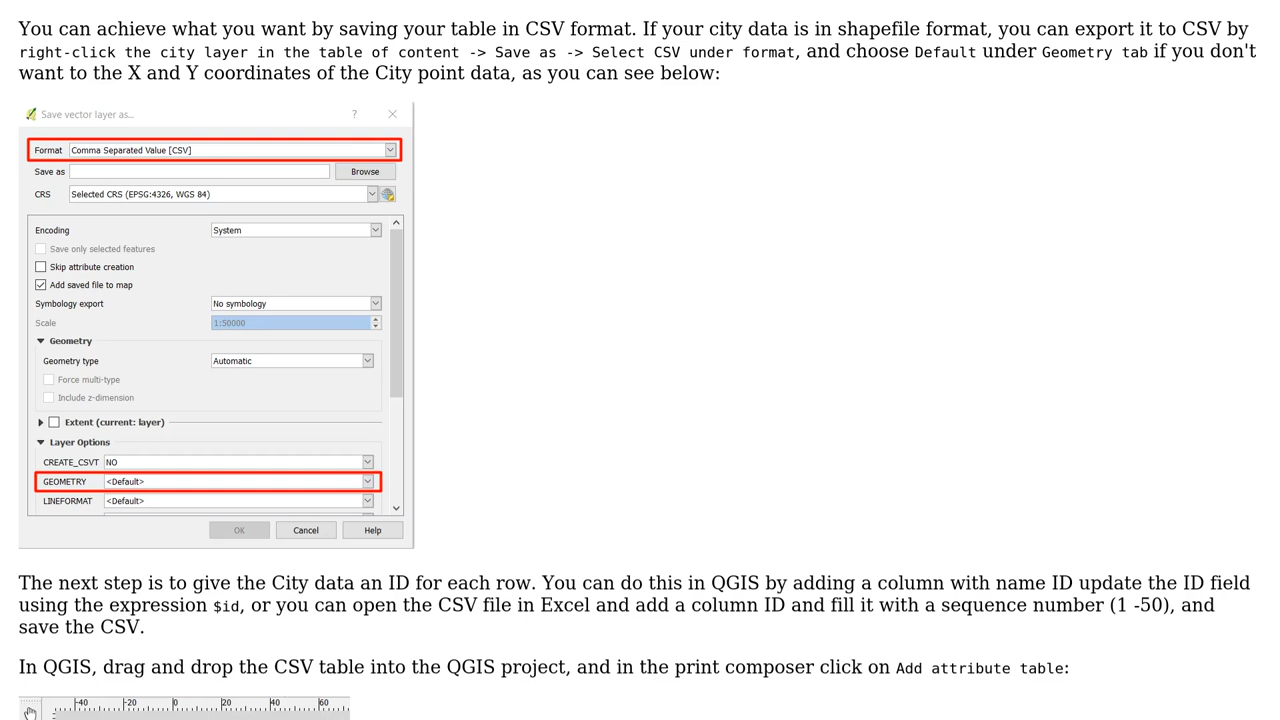 You can achieve what you want by saving your table in CSV format. If your city data is in shapefile format, you can export it to CSV by
right-click the city layer in the table of content -> Save as -> Select CSV under format, and choose Default under Geometry tab if you don't
want to the X and Y coordinates of the City point data, as you can see below:
Save vector layer as...
Format Comma Separated Value [CSV]
Save as Browse
CRS Selected CRS (EPSG:4326, WGS 84)
Encoding System
Save only selected features
Skip attribute creation
Add saved file to map
Symbology export No symbology
Scale 1:50000
Geometry
Geometry type Automatic
Force multi-type
Include z-dimension
Extent (current: layer)
Layer Options
CREATE_CSVT NO
GEOMETRY <Default>
LINEFORMAT <Default>
OK Cancel Help
The next step is to give the City data an ID for each row. You can do this in QGIS by adding a column with name ID update the ID field
using the expression $id, or you can open the CSV file in Excel and add a column ID and fill it with a sequence number (1 -50), and
save the CSV.
In QGIS, drag and drop the CSV table into the QGIS project, and in the print composer click on Add attribute table:
-40 -20 0 20 40 60